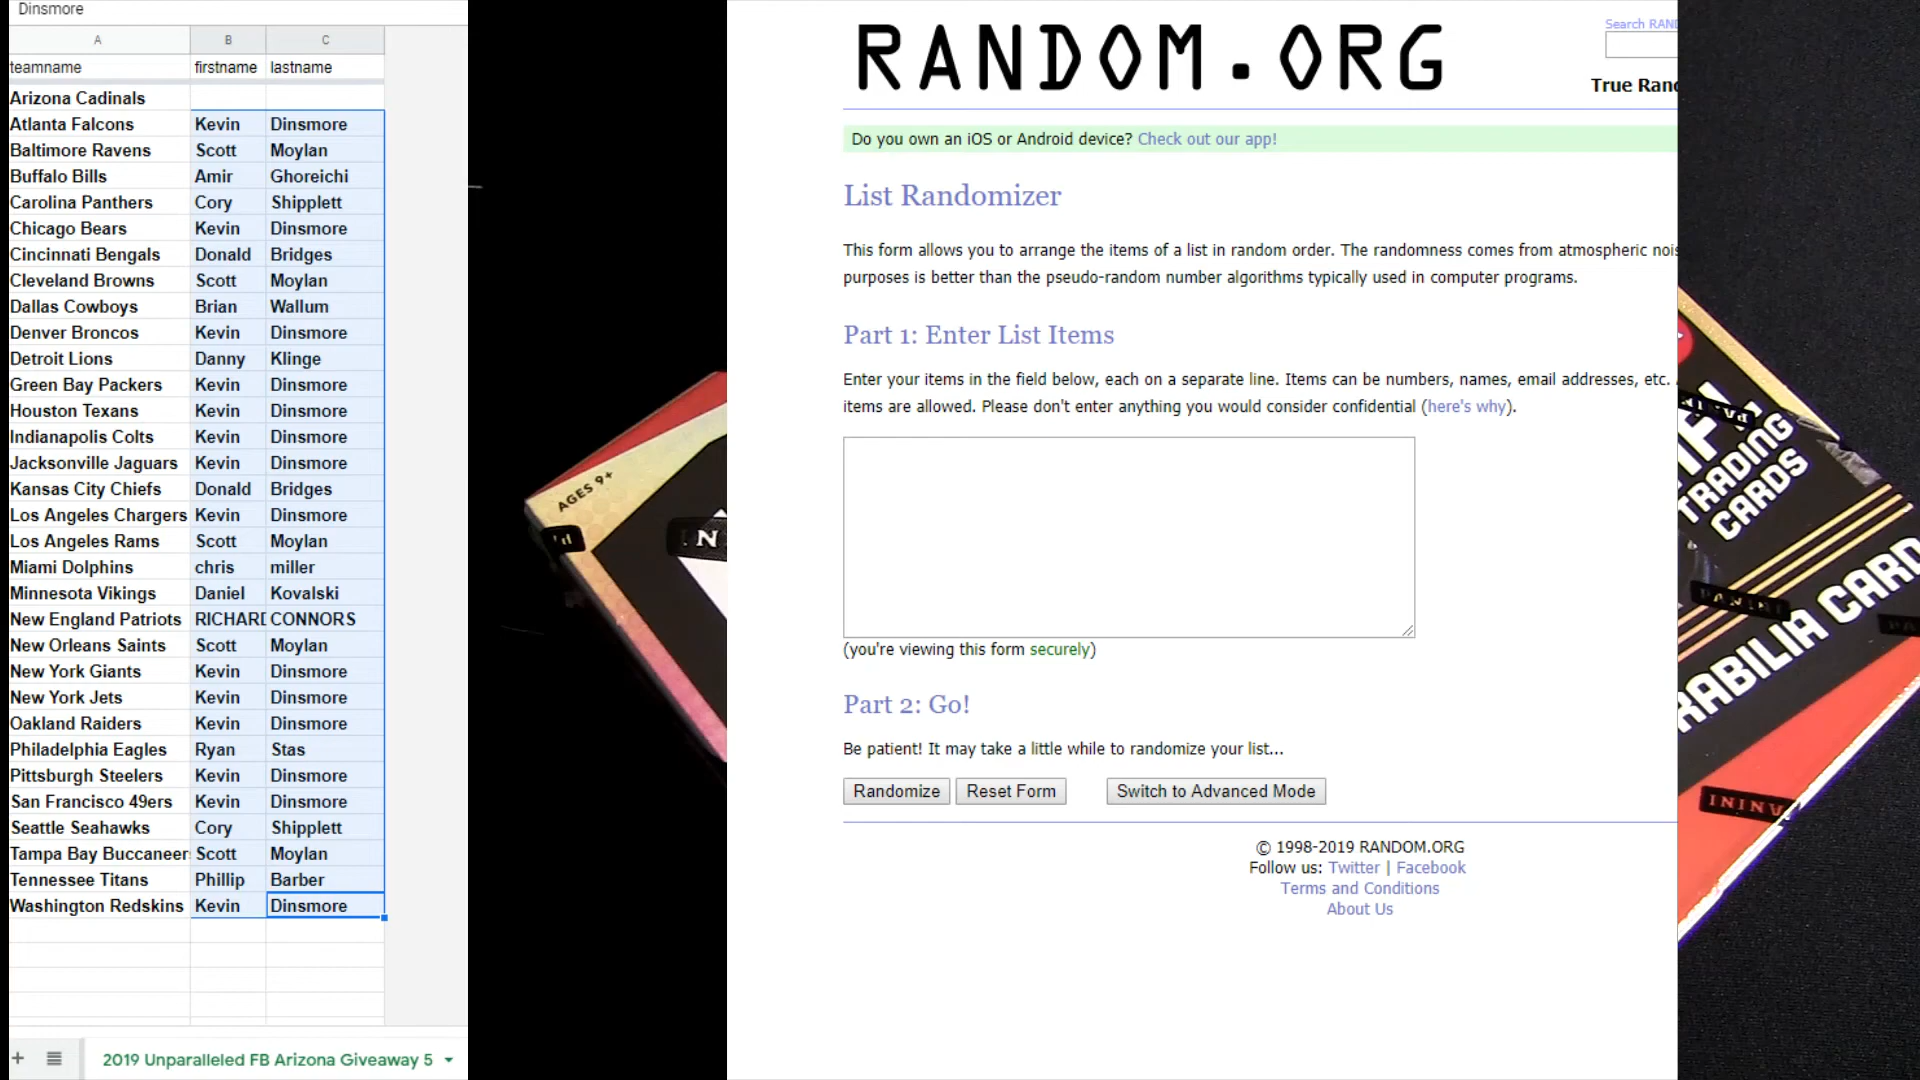 Dinsmore
A B C
teamname firstname lastname
Arizona Cadinals
Atlanta Falcons Kevin Dinsmore
Baltimore Ravens Scott Moylan
Buffalo Bills Amir Ghoreichi
Carolina Panthers Cory Shipplett
Chicago Bears Kevin Dinsmore
Cincinnati Bengals Donald Bridges
Cleveland Browns Scott Moylan
Dallas Cowboys Brian Wallum
Denver Broncos Kevin Dinsmore
Detroit Lions Danny Klinge
Green Bay Packers Kevin Dinsmore
Houston Texans Kevin Dinsmore
Indianapolis Colts Kevin Dinsmore
Jacksonville Jaguars Kevin Dinsmore
Kansas City Chiefs Donald Bridges
Los Angeles Chargers Kevin Dinsmore
Los Angeles Rams Scott Moylan
Miami Dolphins chris miller
Minnesota Vikings Daniel Kovalski
New England Patriots RICHARD CONNORS
New Orleans Saints Scott Moylan
New York Giants Kevin Dinsmore
New York Jets Kevin Dinsmore
Oakland Raiders Kevin Dinsmore
Philadelphia Eagles Ryan Stas
Pittsburgh Steelers Kevin Dinsmore
San Francisco 49ers Kevin Dinsmore
Seattle Seahawks Cory Shipplett
Tampa Bay Buccaneer Scott Moylan
Tennessee Titans Phillip Barber
Washington Redskins Kevin Dinsmore
2019 Unparalleled FB Arizona Giveaway 5
AGES 9+
RANDOM.ORG
Search RAN
True Ran
Do you own an iOS or Android device? Check out our app!
List Randomizer
This form allows you to arrange the items of a list in random order. The randomness comes from atmospheric noi
purposes is better than the pseudo-random number algorithms typically used in computer programs.
Part 1: Enter List Items
Enter your items in the field below, each on a separate line. Items can be numbers, names, email addresses, etc.
items are allowed. Please don't enter anything you would consider confidential (here's why).
(you're viewing this form securely)
Part 2: Go!
Be patient! It may take a little while to randomize your list...
Randomize Reset Form Switch to Advanced Mode
© 1998-2019 RANDOM.ORG
Follow us: Twitter | Facebook
Terms and Conditions
About Us
TRADING
CARDS
PANINI
RABILIA CARD
ANINI